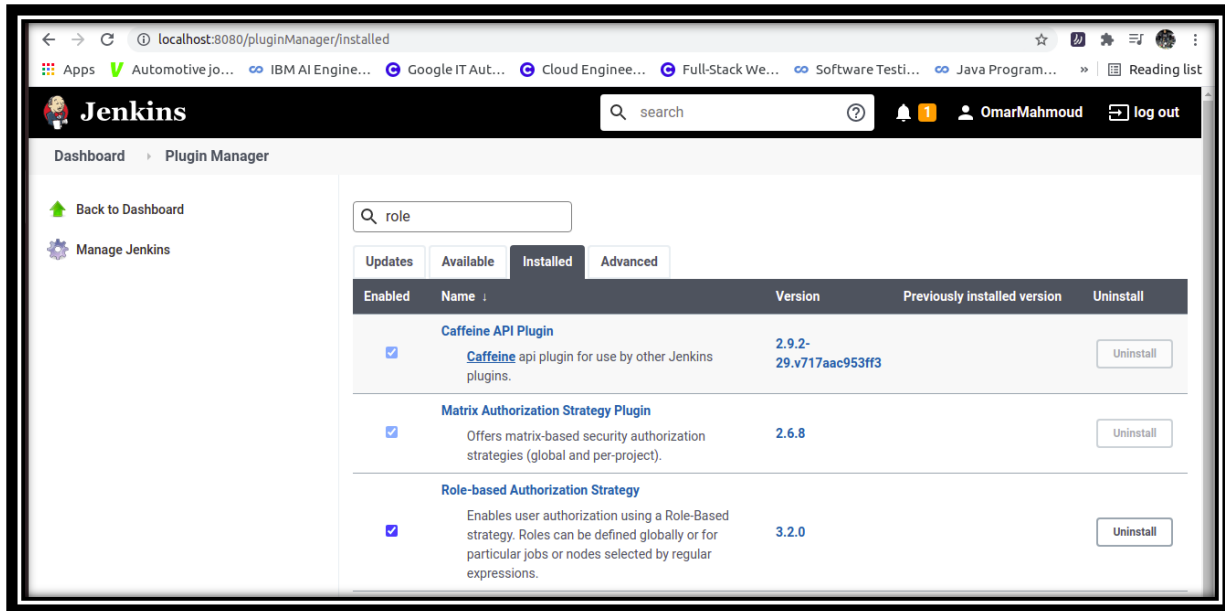 localhost:8080/pluginManager/installed
Apps Automotive jo... IBM AI Engine... Google IT Aut... Cloud Enginee... Full-Stack We... Software Testi... Java Program... » Reading list
Jenkins search 1 OmarMahmoud log out
Dashboard Plugin Manager
Back to Dashboard
Manage Jenkins
role
Updates Available Installed Advanced
Enabled Name ↓ Version Previously installed version Uninstall
Caffeine API Plugin
Caffeine api plugin for use by other Jenkins
plugins.
2.9.2-
29.v717aac953ff3
Uninstall
Matrix Authorization Strategy Plugin
Offers matrix-based security authorization
strategies (global and per-project).
2.6.8
Uninstall
Role-based Authorization Strategy
Enables user authorization using a Role-Based
strategy. Roles can be defined globally or for
particular jobs or nodes selected by regular
expressions.
3.2.0
Uninstall